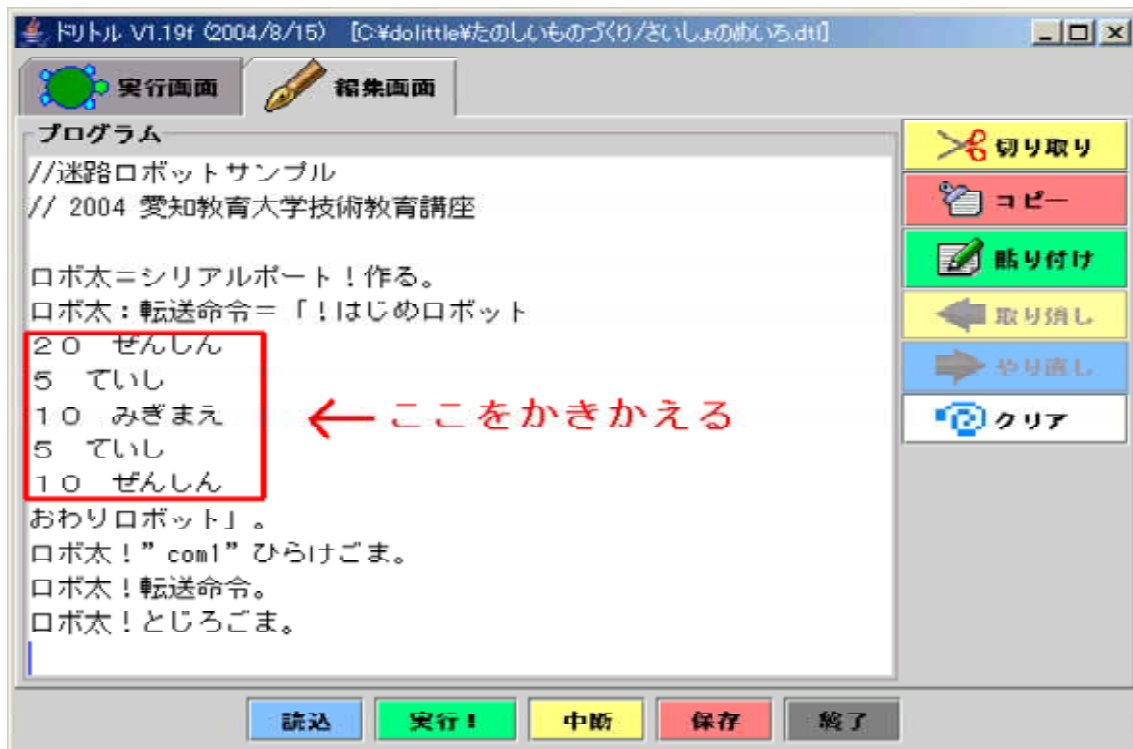 ドリトル V1.19f (2004/8/15) [C:¥dolittle¥たのしいものづくり/さいしょのめいろ.dtl]
実行画面
編集画面
プログラム
//迷路ロボットサンプル
// 2004 愛知教育大学技術教育講座
ロボ太＝シリアルポート！作る。
ロボ太：転送命令＝「！はじめロボット
２０　ぜんしん
５　ていし
１０　みぎまえ
５　ていし
１０　ぜんしん
←ここをかきかえる
おわりロボット」。
ロボ太！”com1”ひらけごま。
ロボ太！転送命令。
ロボ太！とじろごま。
切り取り
コピー
貼り付け
取り消し
やり直し
クリア
読込
実行！
中断
保存
終了